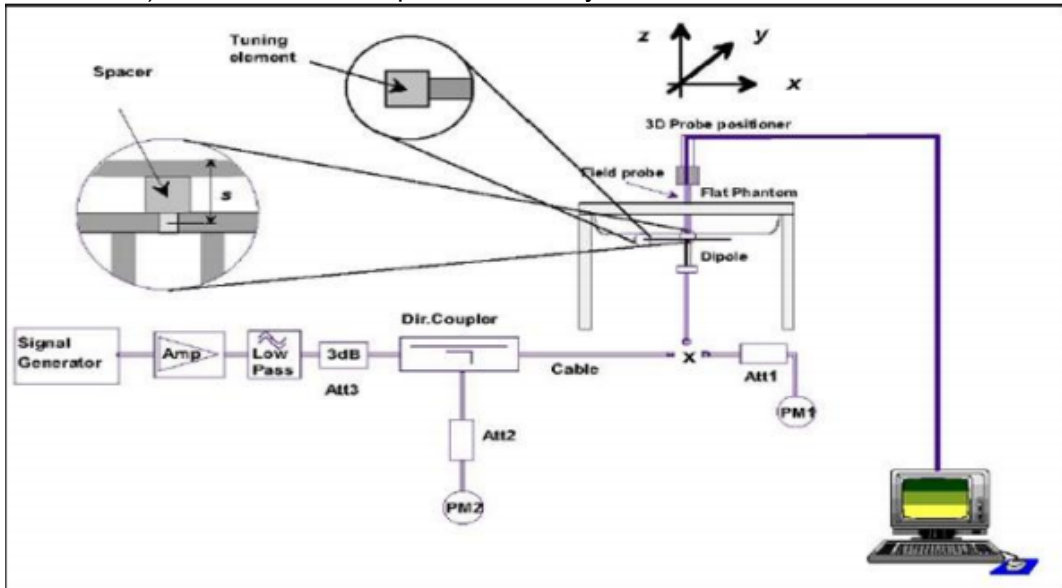 Tuning
element
Spacer
z
y
x
3D Probe positioner
Field probe
Flat Phantom
s
Dipole
Dir.Coupler
Signal
Generator
Amp
Low
Pass
3dB
Att3
Cable
x
Att1
PM1
Att2
PM2